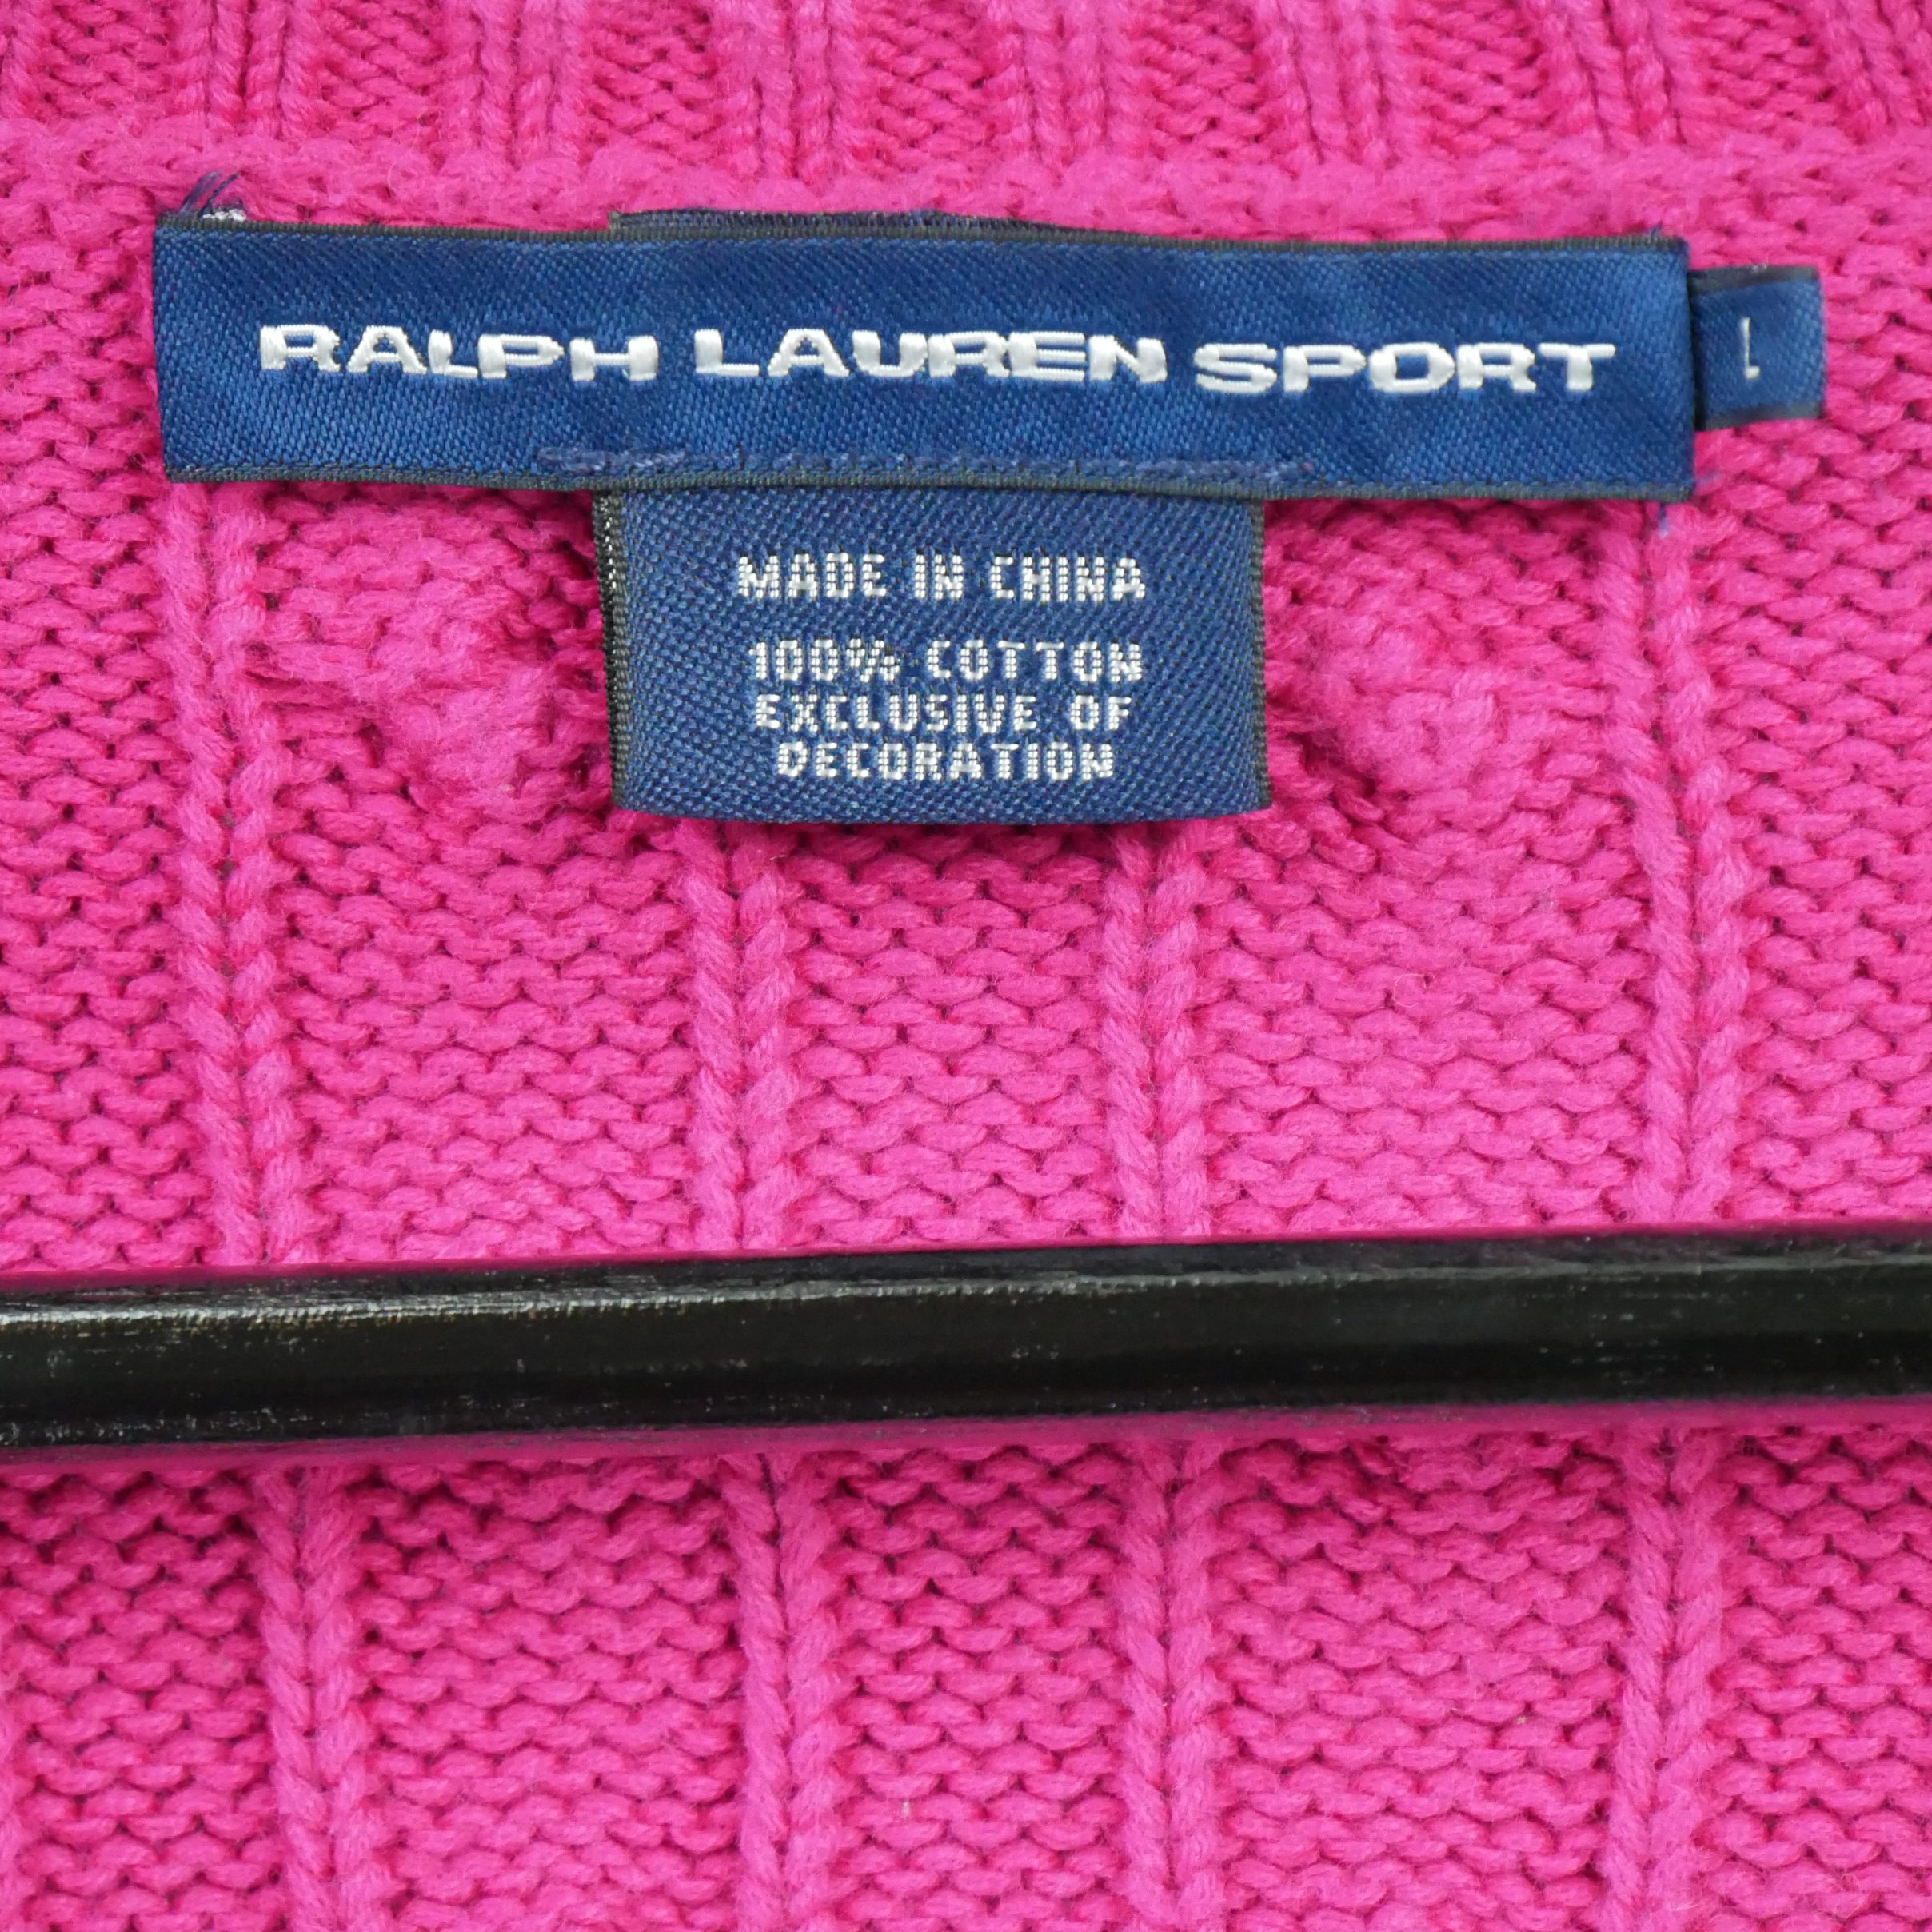 RALPH LAUREN SPORT
L
MADE IN CHINA
100% COTTON
EXCLUSIVE OF
DECORATION